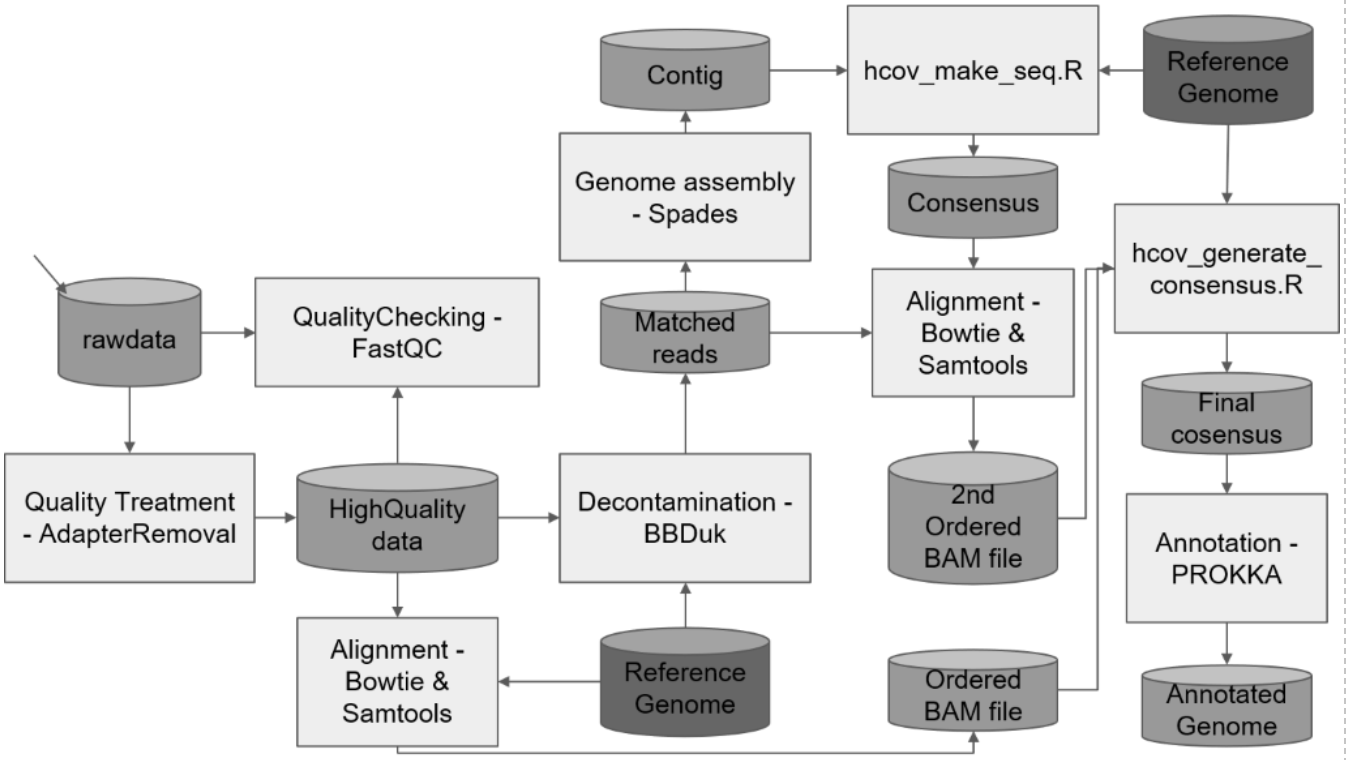 Contig
hcov_make_seq.R
Reference
Genome
Genome assembly
- Spades
Consensus
hcov_generate_
consensus.R
rawdata
QualityChecking -
FastQC
Matched
reads
Alignment -
Bowtie &
Samtools
Final
cosensus
Quality Treatment
- AdapterRemoval
HighQuality
data
Decontamination -
BBDuk
2nd
Ordered
BAM file
Annotation -
PROKKA
Alignment -
Bowtie &
Samtools
Reference
Genome
Ordered
BAM file
Annotated
Genome